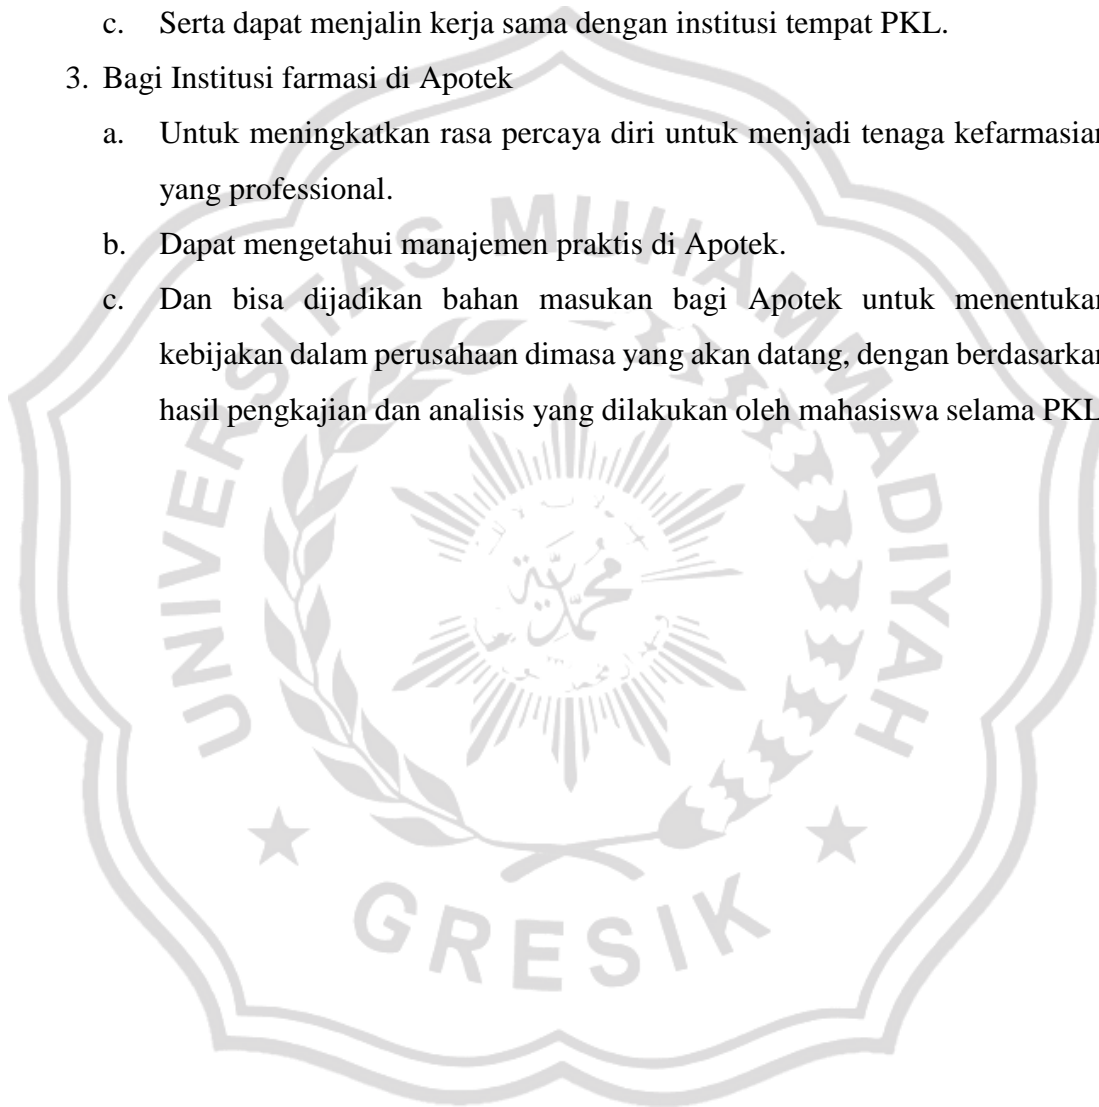 c. Serta dapat menjalin kerja sama dengan institusi tempat PKL.
3. Bagi Institusi farmasi di Apotek
a. Untuk meningkatkan rasa percaya diri untuk menjadi tenaga kefarmasian
yang professional.
b. Dapat mengetahui manajemen praktis di Apotek.
c. Dan bisa dijadikan bahan masukan bagi Apotek untuk menentukan
kebijakan dalam perusahaan dimasa yang akan datang, dengan berdasarkan
hasil pengkajian dan analisis yang dilakukan oleh mahasiswa selama PKL
UNIVERSITAS MUHAMMADIYAH
GRESIK